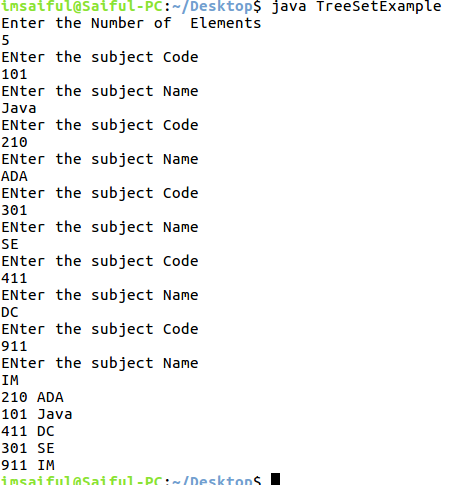 imsaiful@Saiful-PC:~/Desktop$ java TreeSetExample
Enter the Number of  Elements
5
ENter the subject Code
101
ENter the subject Name
Java
ENter the subject Code
210
ENter the subject Name
ADA
ENter the subject Code
301
ENter the subject Name
SE
ENter the subject Code
411
ENter the subject Name
DC
ENter the subject Code
911
ENter the subject Name
IM
210 ADA
101 Java
411 DC
301 SE
911 IM
imsaiful@Saiful-PC:~/Desktop$